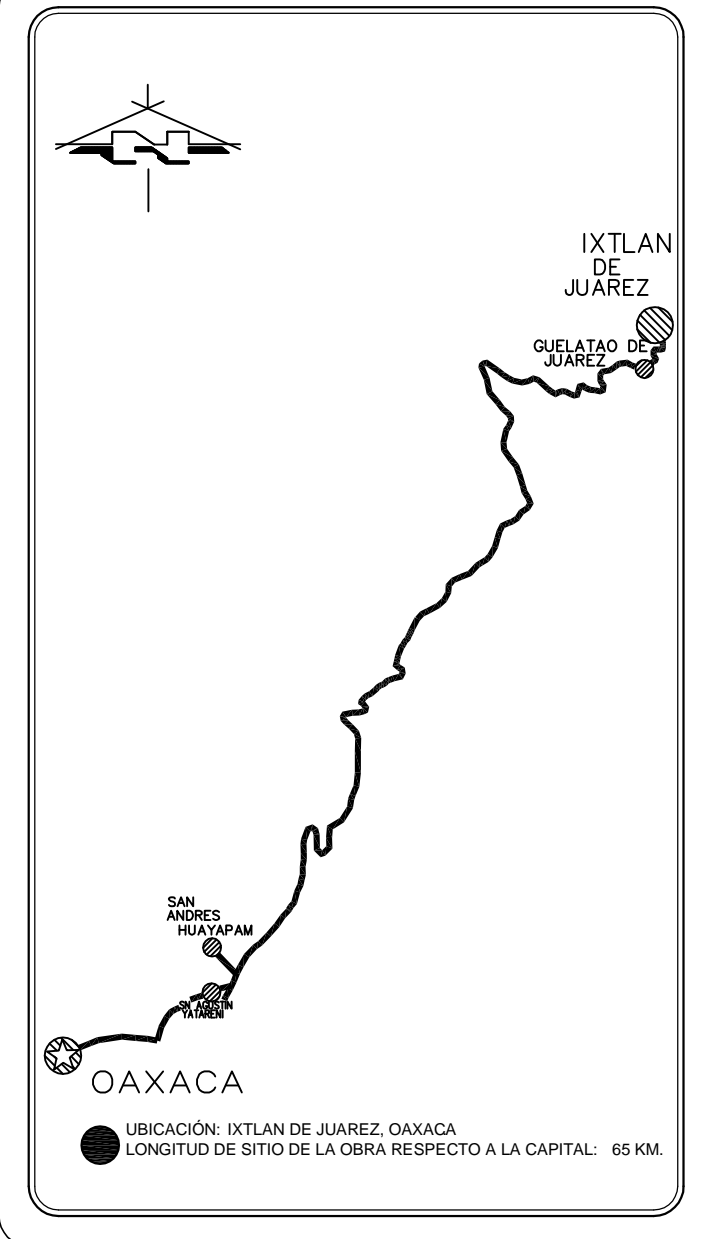 N
IXTLAN
DE
JUAREZ
GUELATAO DE
JUAREZ
SAN
ANDRES
HUAYAPAM
SN AGUSTIN
YATARENI
OAXACA
UBICACIÓN: IXTLAN DE JUAREZ, OAXACA
LONGITUD DE SITIO DE LA OBRA RESPECTO A LA CAPITAL: 65 KM.